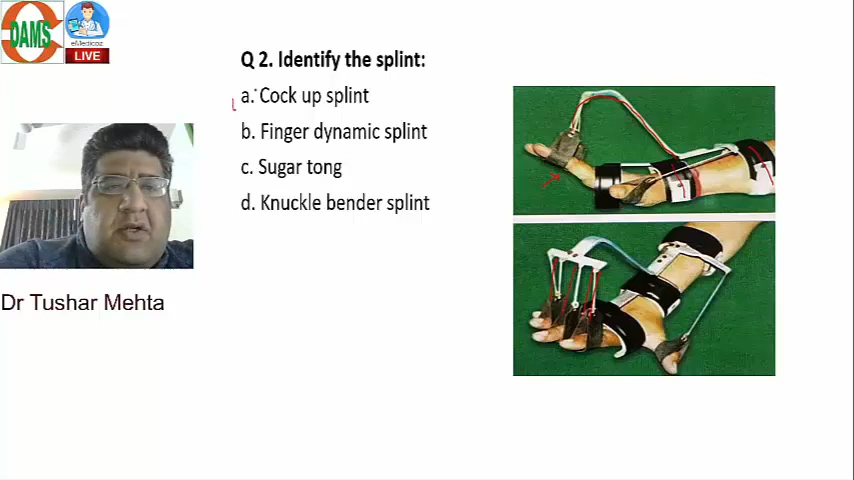 DAMS
eMedicoz
LIVE
Q 2. Identify the splint:
a. Cock up splint
b. Finger dynamic splint
c. Sugar tong
d. Knuckle bender splint
Dr Tushar Mehta